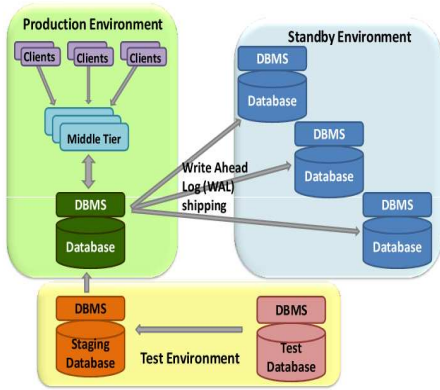 Production Environment
Clients
Clients
Clients
Middle Tier
DBMS
Database
Write Ahead
Log (WAL)
shipping
Standby Environment
DBMS
Database
DBMS
Database
DBMS
Database
DBMS
Staging
Database
Test Environment
DBMS
Test
Database